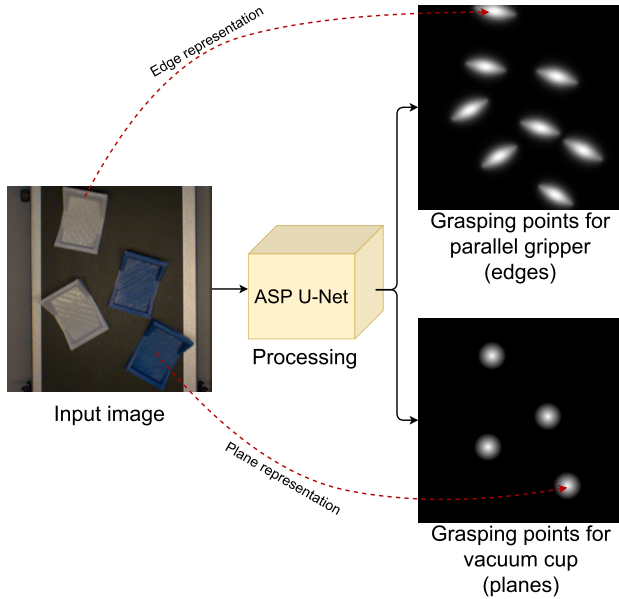 Edge representation
Grasping points for
parallel gripper
(edges)
ASP U-Net
Processing
Input image
Plane representation
Grasping points for
vacuum cup
(planes)